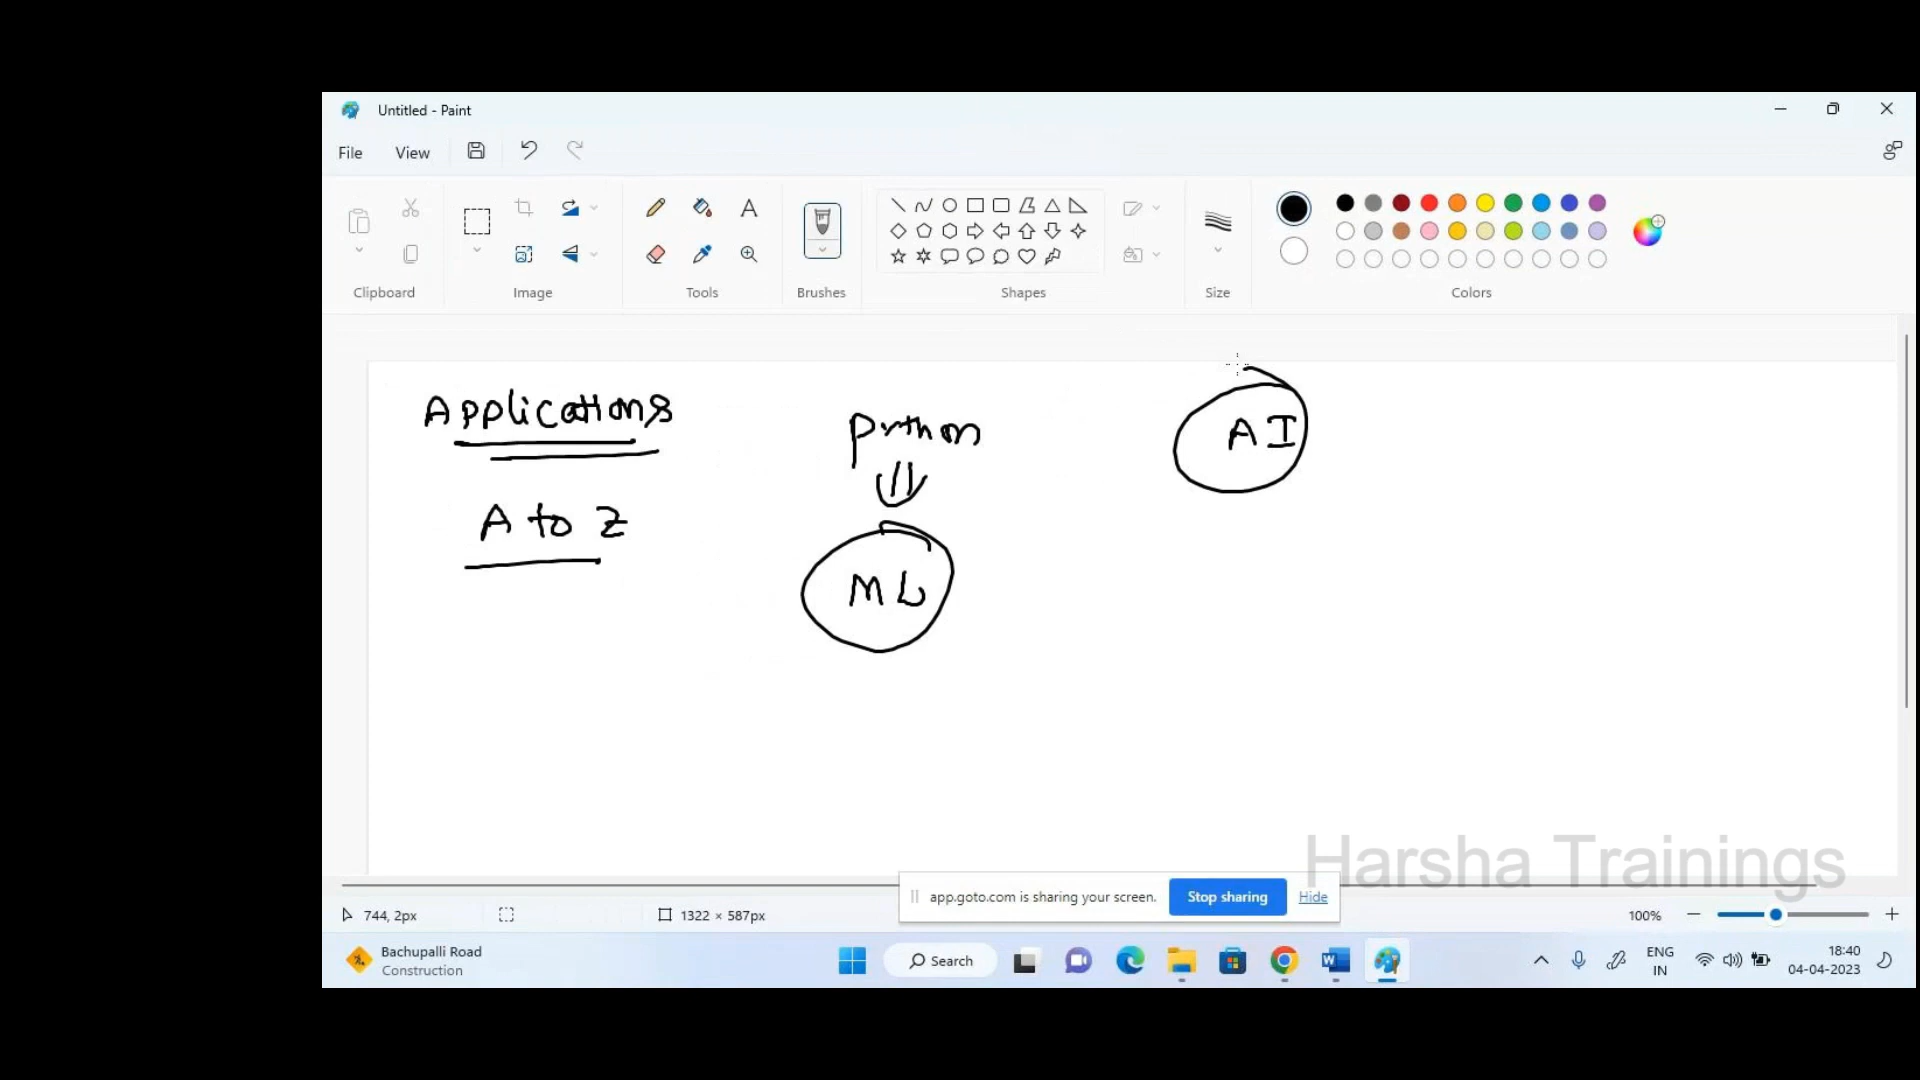 Untitled - Paint
File View
Clipboard Image Tools Brushes Shapes Size Colors
Applications
Python
AI
A to Z
ML
Harsha Trainings
app.goto.com is sharing your screen. Stop sharing Hide
744, 2px 1322 × 587px 100%
Bachupalli Road
Construction
Search
ENG
IN
18:40
04-04-2023